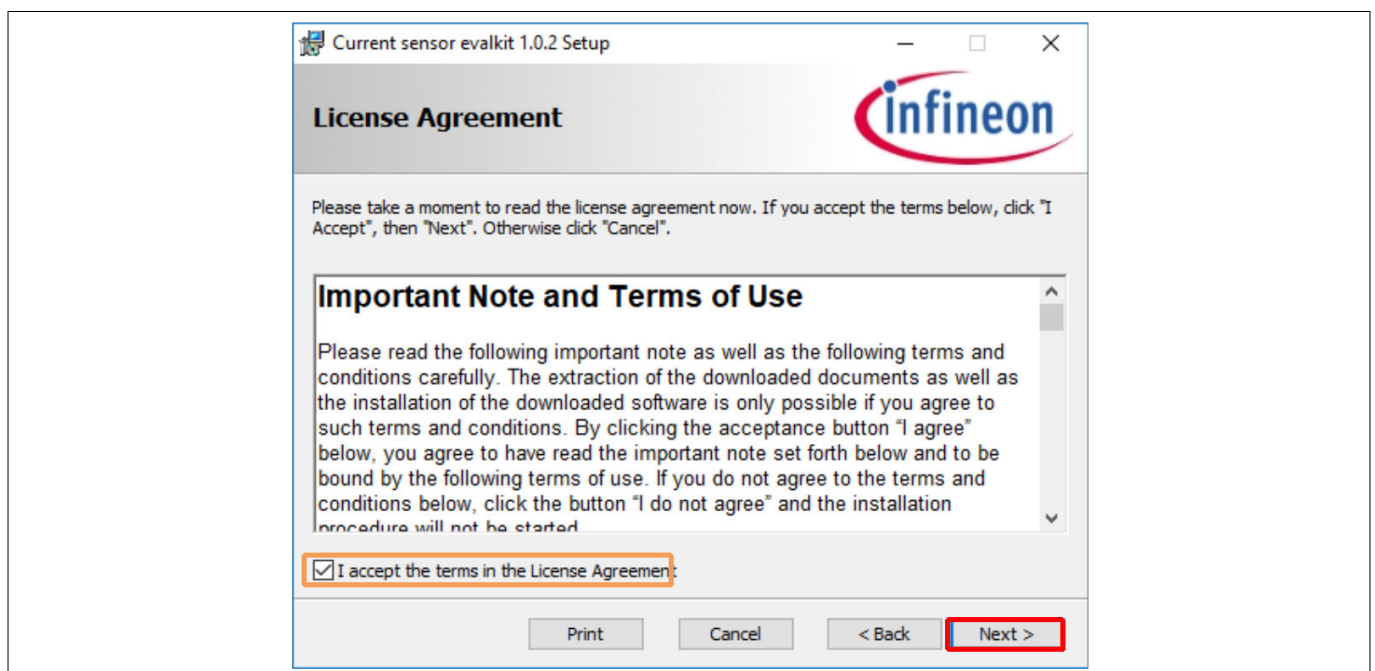 Current sensor evalkit 1.0.2 Setup
License Agreement
infineon
Please take a moment to read the license agreement now. If you accept the terms below, click "I
Accept", then "Next". Otherwise click "Cancel".
Important Note and Terms of Use
Please read the following important note as well as the following terms and
conditions carefully. The extraction of the downloaded documents as well as
the installation of the downloaded software is only possible if you agree to
such terms and conditions. By clicking the acceptance button “I agree”
below, you agree to have read the important note set forth below and to be
bound by the following terms of use. If you do not agree to the terms and
conditions below, click the button “I do not agree” and the installation
procedure will not be started
I accept the terms in the License Agreement
Print Cancel < Back Next >